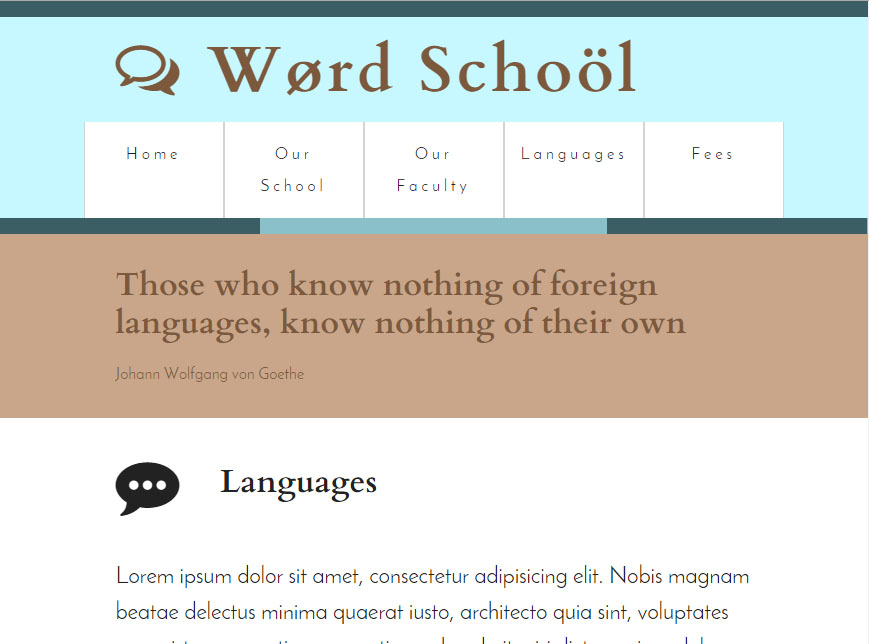 Wørd Schoöl
Home
Our
School
Our
Faculty
Languages
Fees
Those who know nothing of foreign
languages, know nothing of their own
Johann Wolfgang von Goethe
Languages
Lorem ipsum dolor sit amet, consectetur adipisicing elit. Nobis magnam
beatae delectus minima quaerat iusto, architecto quia sint, voluptates